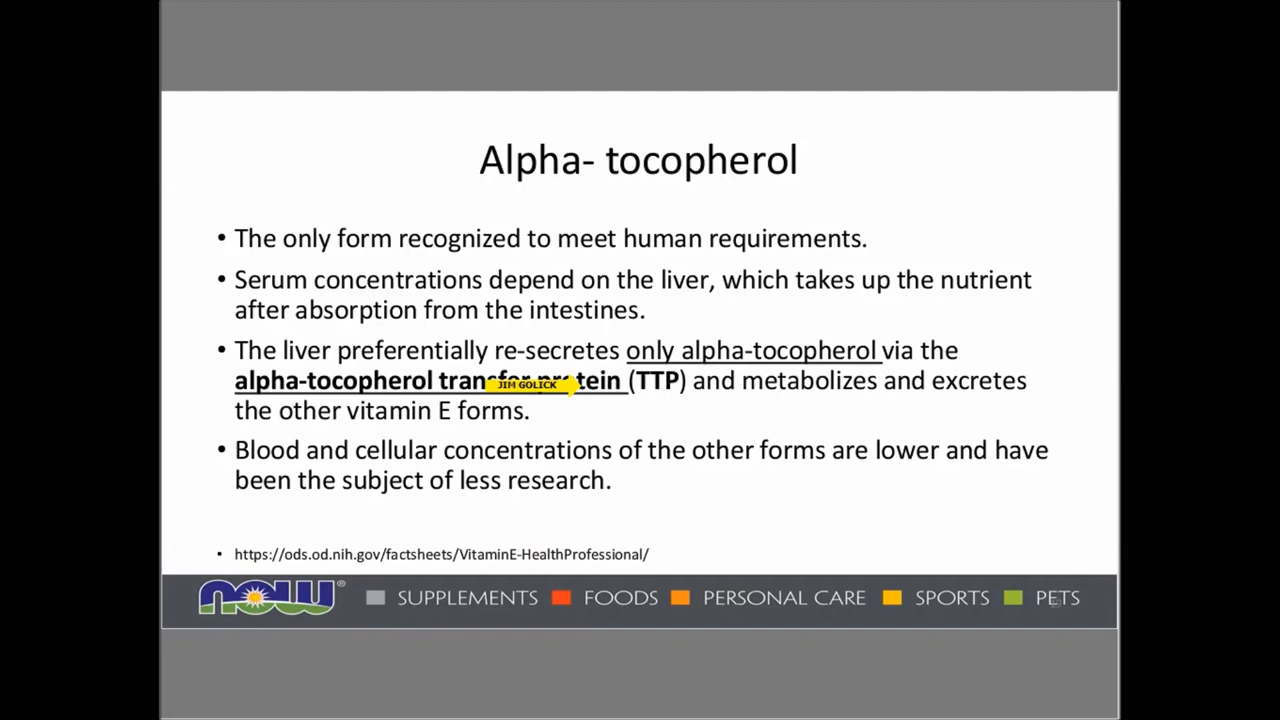 Alpha- tocopherol
• The only form recognized to meet human requirements.
• Serum concentrations depend on the liver, which takes up the nutrient
after absorption from the intestines.
• The liver preferentially re-secretes only alpha-tocopherol via the
alpha-tocopherol transfer protein (TTP) and metabolizes and excretes
JIM GOLICK
the other vitamin E forms.
• Blood and cellular concentrations of the other forms are lower and have
been the subject of less research.
• https://ods.od.nih.gov/factsheets/VitaminE-HealthProfessional/
now® SUPPLEMENTS FOODS PERSONAL CARE SPORTS PETS